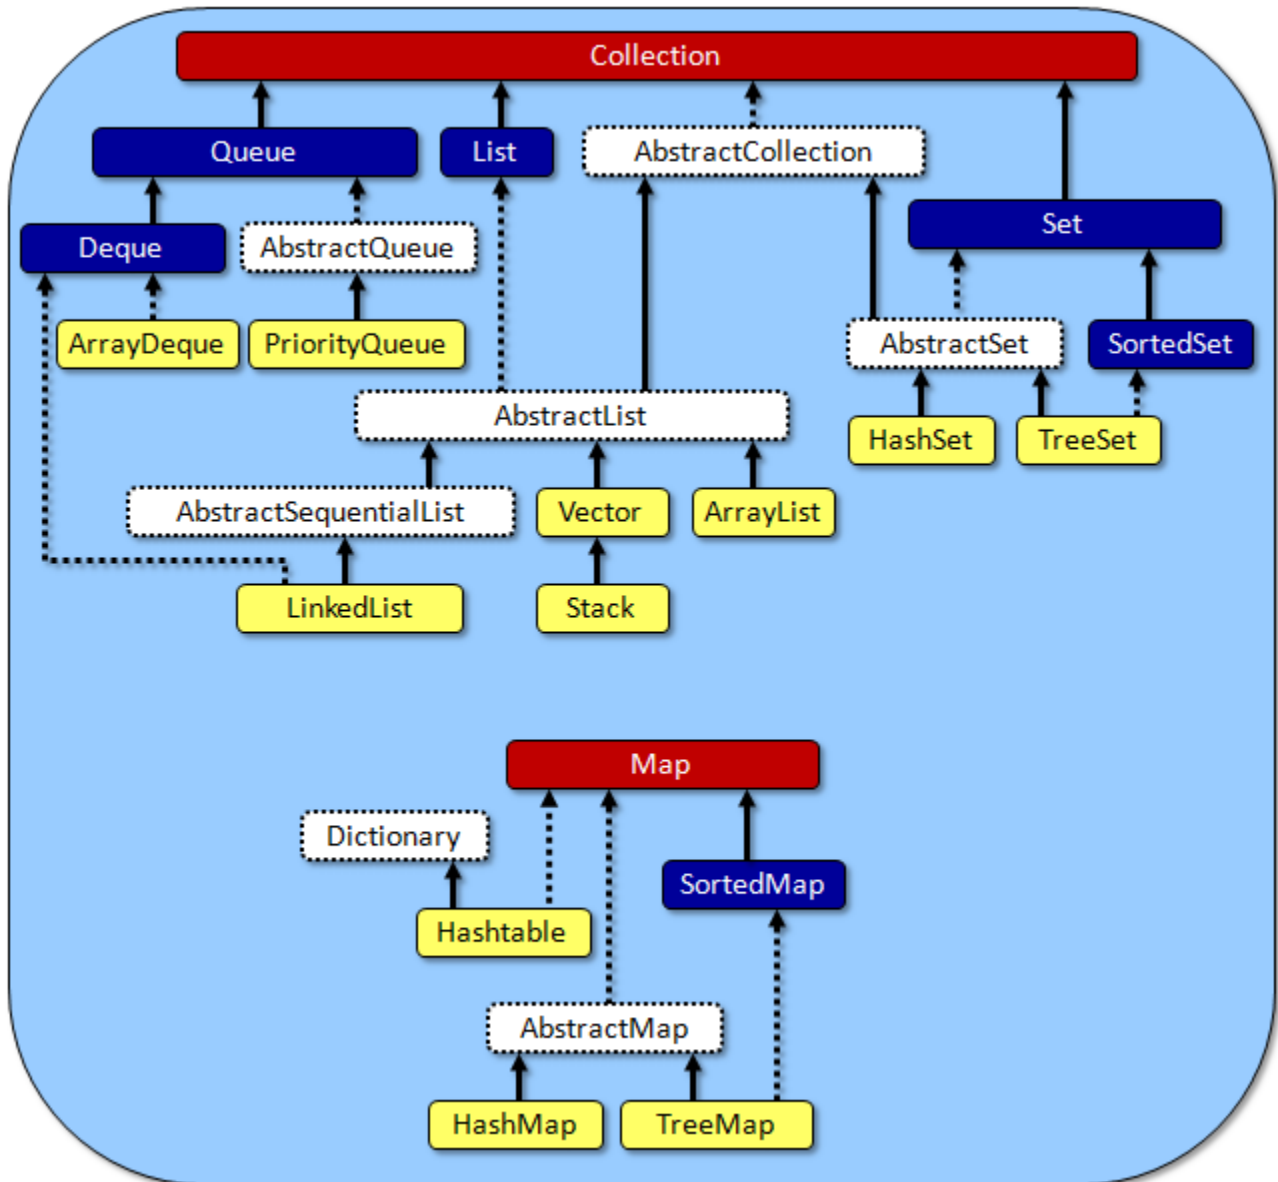 Collection
Queue
List
AbstractCollection
Set
Deque
AbstractQueue
ArrayDeque
PriorityQueue
AbstractSet
SortedSet
AbstractList
HashSet
TreeSet
AbstractSequentialList
Vector
ArrayList
LinkedList
Stack
Map
Dictionary
SortedMap
Hashtable
AbstractMap
HashMap
TreeMap